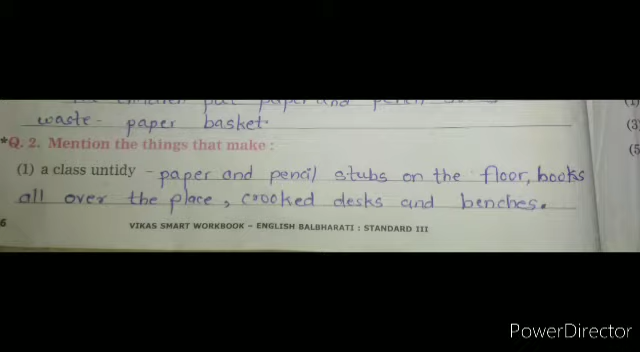 waste- paper basket.
*Q. 2. Mention the things that make :
(1) a class untidy - paper and pencil stubs on the floor, books
all over the place, crooked desks and benches.
6
VIKAS SMART WORKBOOK – ENGLISH BALBHARATI : STANDARD III
(3
(5
PowerDirector